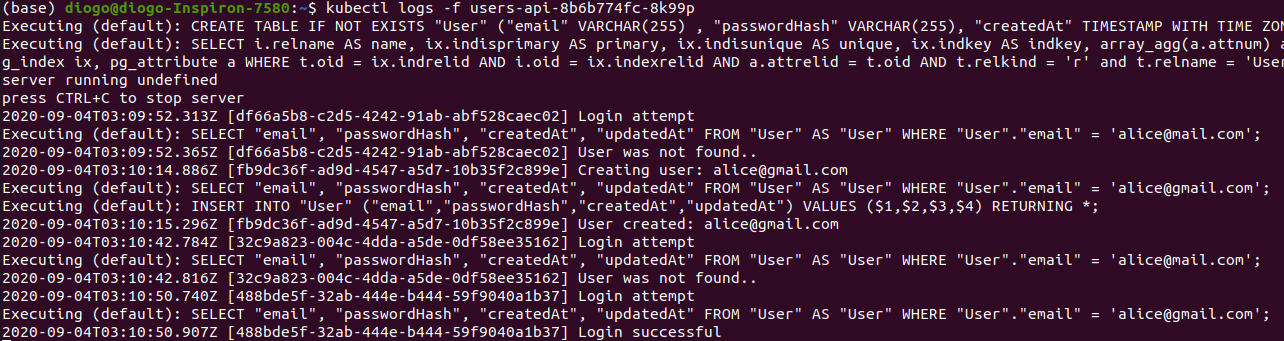 (base) diogo@diogo-Inspiron-7580:~$ kubectl logs -f users-api-8b6b774fc-8k99p
Executing (default): CREATE TABLE IF NOT EXISTS "User" ("email" VARCHAR(255) , "passwordHash" VARCHAR(255), "createdAt" TIMESTAMP WITH TIME ZON
Executing (default): SELECT i.relname AS name, ix.indisprimary AS primary, ix.indisunique AS unique, ix.indkey AS indkey, array_agg(a.attnum) a
g_index ix, pg_attribute a WHERE t.oid = ix.indrelid AND i.oid = ix.indexrelid AND a.attrelid = t.oid AND t.relkind = 'r' and t.relname = 'User
server running undefined
press CTRL+C to stop server
2020-09-04T03:09:52.313Z [df66a5b8-c2d5-4242-91ab-abf528caec02] Login attempt
Executing (default): SELECT "email", "passwordHash", "createdAt", "updatedAt" FROM "User" AS "User" WHERE "User"."email" = 'alice@mail.com';
2020-09-04T03:09:52.365Z [df66a5b8-c2d5-4242-91ab-abf528caec02] User was not found..
2020-09-04T03:10:14.886Z [fb9dc36f-ad9d-4547-a5d7-10b35f2c899e] Creating user: alice@gmail.com
Executing (default): SELECT "email", "passwordHash", "createdAt", "updatedAt" FROM "User" AS "User" WHERE "User"."email" = 'alice@gmail.com';
Executing (default): INSERT INTO "User" ("email","passwordHash","createdAt","updatedAt") VALUES ($1,$2,$3,$4) RETURNING *;
2020-09-04T03:10:15.296Z [fb9dc36f-ad9d-4547-a5d7-10b35f2c899e] User created: alice@gmail.com
2020-09-04T03:10:42.784Z [32c9a823-004c-4dda-a5de-0df58ee35162] Login attempt
Executing (default): SELECT "email", "passwordHash", "createdAt", "updatedAt" FROM "User" AS "User" WHERE "User"."email" = 'alice@mail.com';
2020-09-04T03:10:42.816Z [32c9a823-004c-4dda-a5de-0df58ee35162] User was not found..
2020-09-04T03:10:50.740Z [488bde5f-32ab-444e-b444-59f9040a1b37] Login attempt
Executing (default): SELECT "email", "passwordHash", "createdAt", "updatedAt" FROM "User" AS "User" WHERE "User"."email" = 'alice@gmail.com';
2020-09-04T03:10:50.907Z [488bde5f-32ab-444e-b444-59f9040a1b37] Login successful